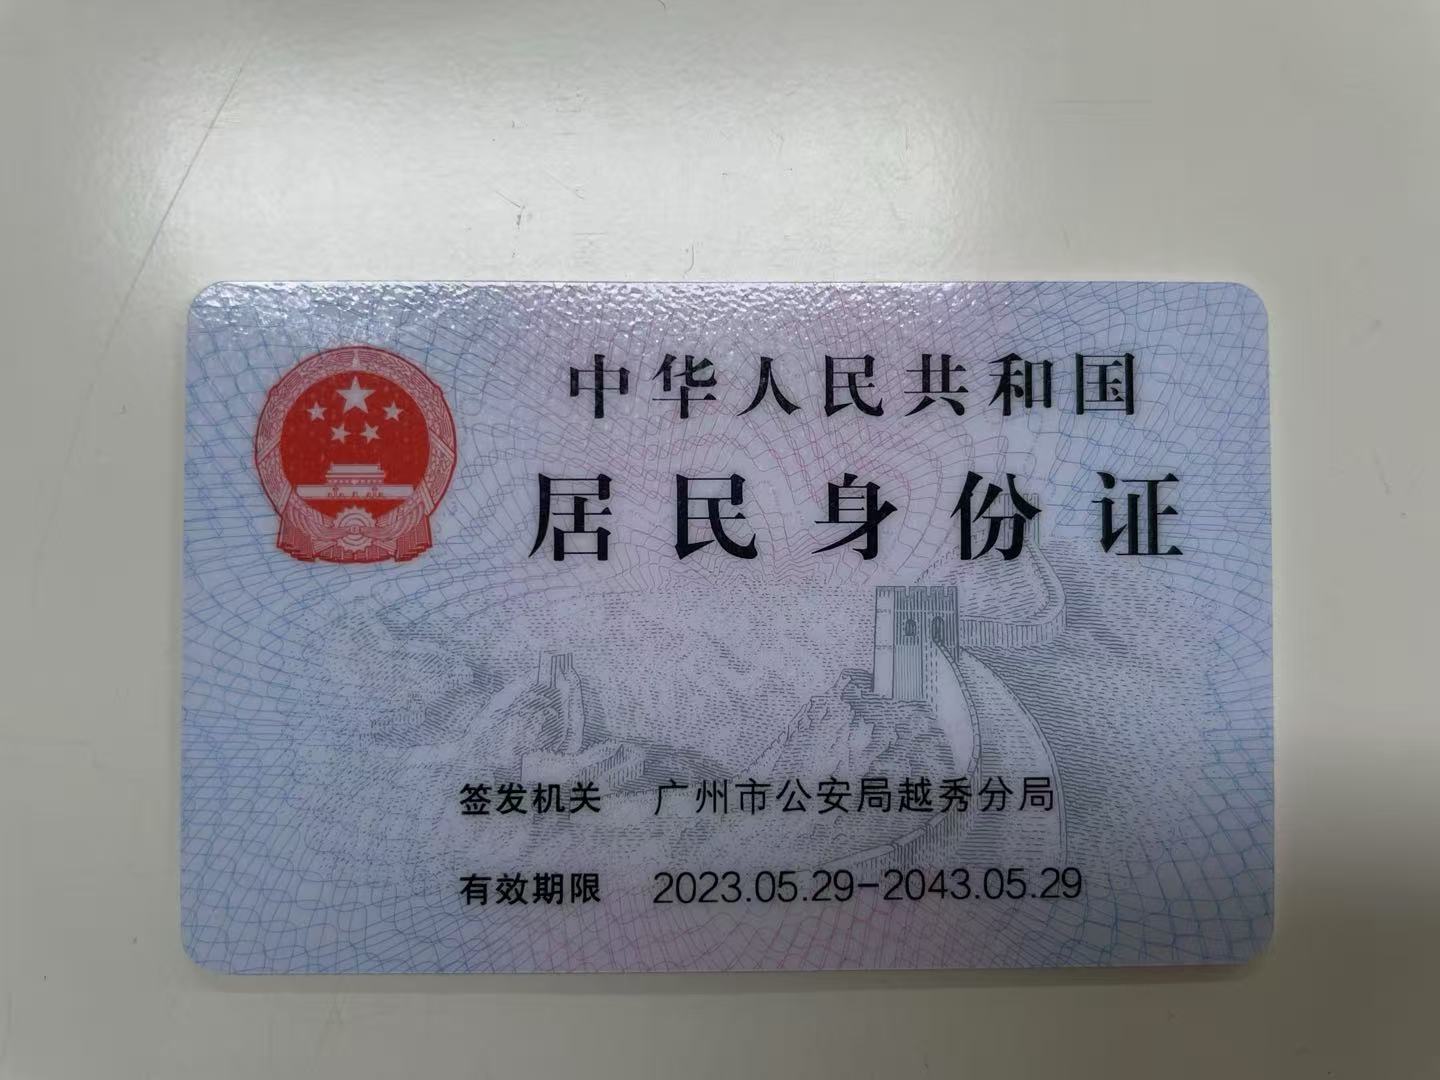 中华人民共和国
居民身份证
签发机关 广州市公安局越秀分局
有效期限 2023.05.29-2043.05.29